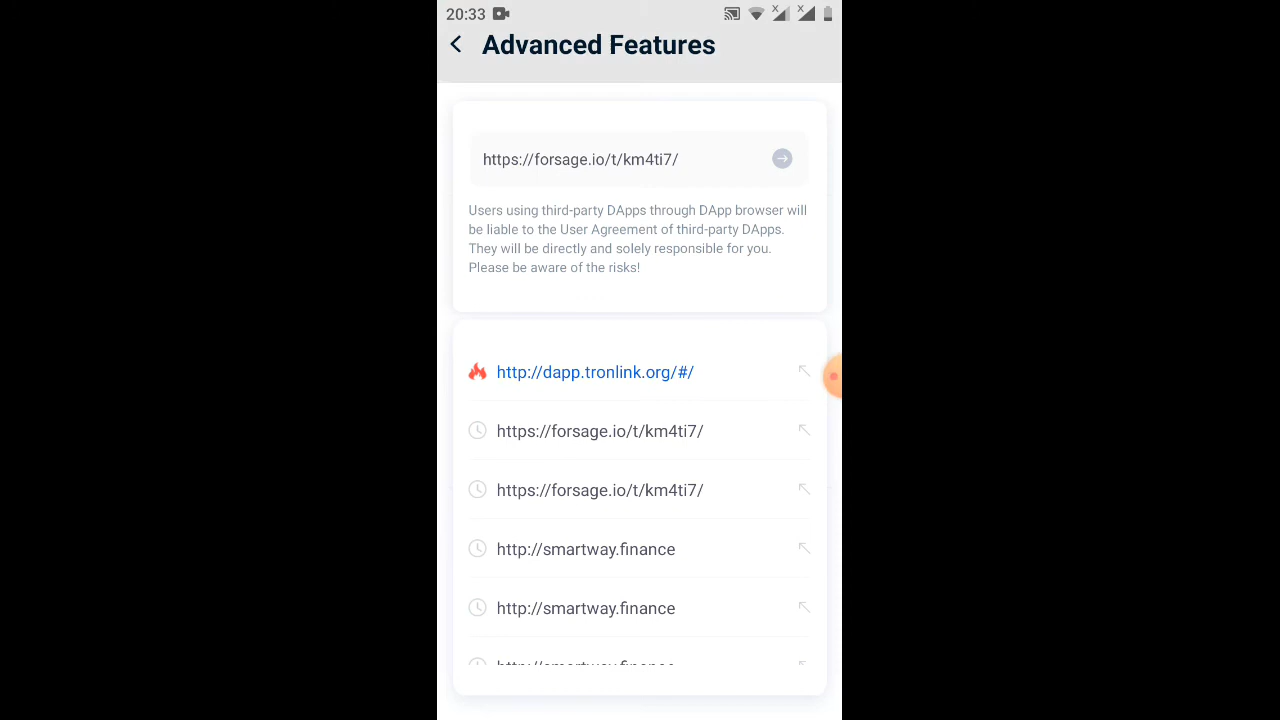 20:33
Advanced Features
https://forsage.io/t/km4ti7/
Users using third-party DApps through DApp browser will
be liable to the User Agreement of third-party DApps.
They will be directly and solely responsible for you.
Please be aware of the risks!
http://dapp.tronlink.org/#/
https://forsage.io/t/km4ti7/
https://forsage.io/t/km4ti7/
http://smartway.finance
http://smartway.finance